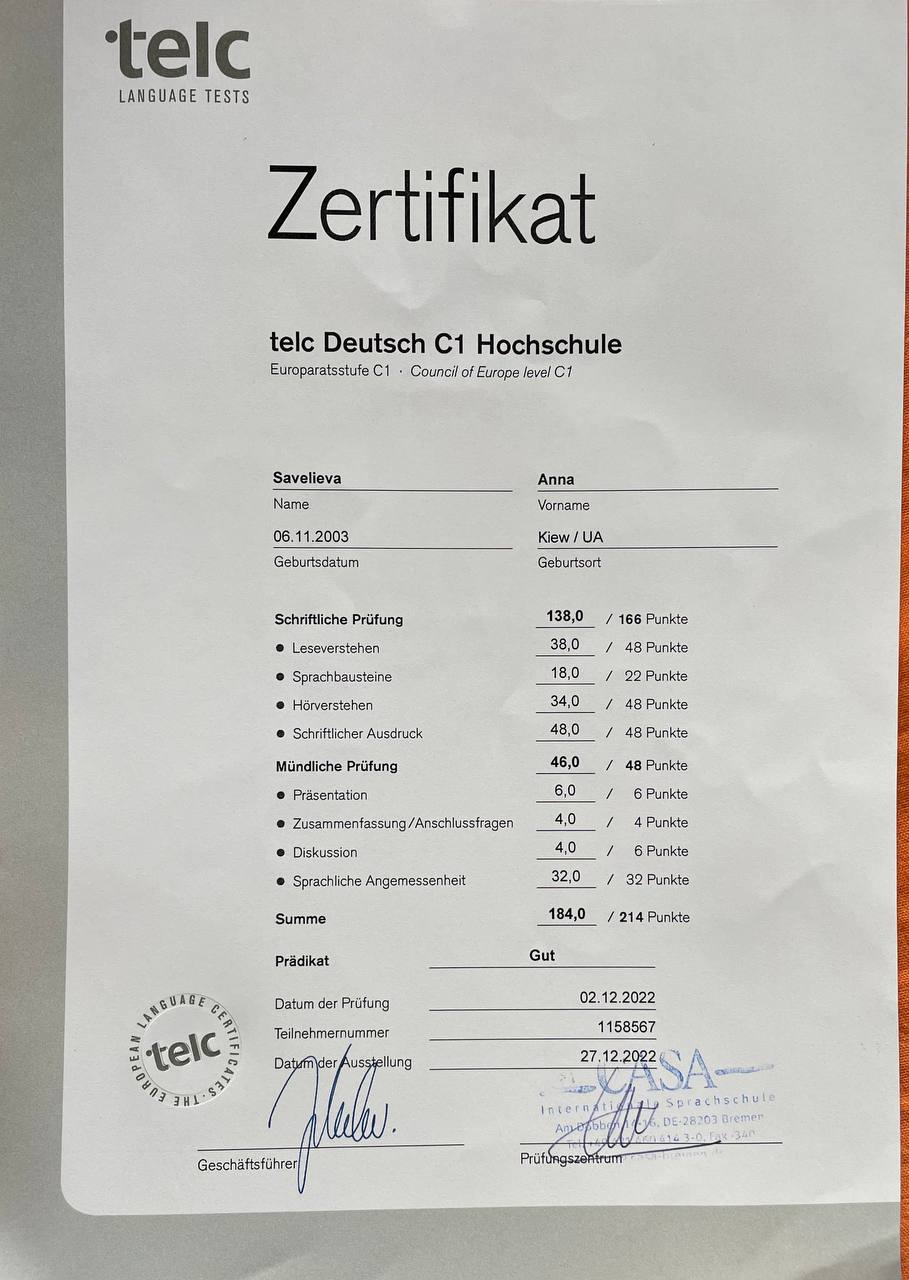 telc
LANGUAGE TESTS
Zertifikat
telc Deutsch C1 Hochschule
Europaratsstufe C1 · Council of Europe level C1
Savelieva Anna
Name Vorname
06.11.2003 Kiew / UA
Geburtsdatum Geburtsort
Schriftliche Prüfung 138,0 / 166 Punkte
• Leseverstehen 38,0 / 48 Punkte
• Sprachbausteine 18,0 / 22 Punkte
• Hörverstehen 34,0 / 48 Punkte
• Schriftlicher Ausdruck 48,0 / 48 Punkte
Mündliche Prüfung 46,0 / 48 Punkte
• Präsentation 6,0 / 6 Punkte
• Zusammenfassung/Anschlussfragen 4,0 / 4 Punkte
• Diskussion 4,0 / 6 Punkte
• Sprachliche Angemessenheit 32,0 / 32 Punkte
Summe 184,0 / 214 Punkte
Prädikat Gut
Datum der Prüfung 02.12.2022
Teilnehmernummer 1158567
Datum der Ausstellung 27.12.2022
THE EUROPEAN LANGUAGE CERTIFICATES ·
telc
CASA
Internationale Sprachschule
Am Dobben DE-28203 Bremen
Geschäftsführer Prüfungszentrum